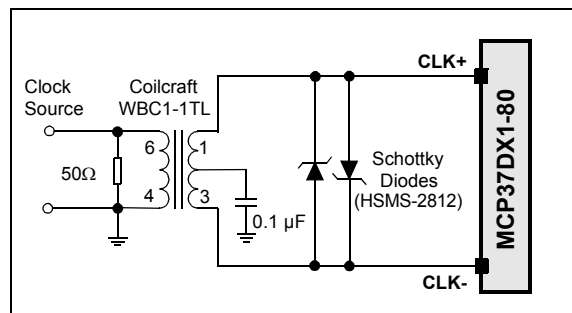 Clock
Source
Coilcraft
WBC1-1TL
50Ω
6
4
1
3
0.1 µF
Schottky
Diodes
(HSMS-2812)
CLK+
CLK-
MCP37DX1-80